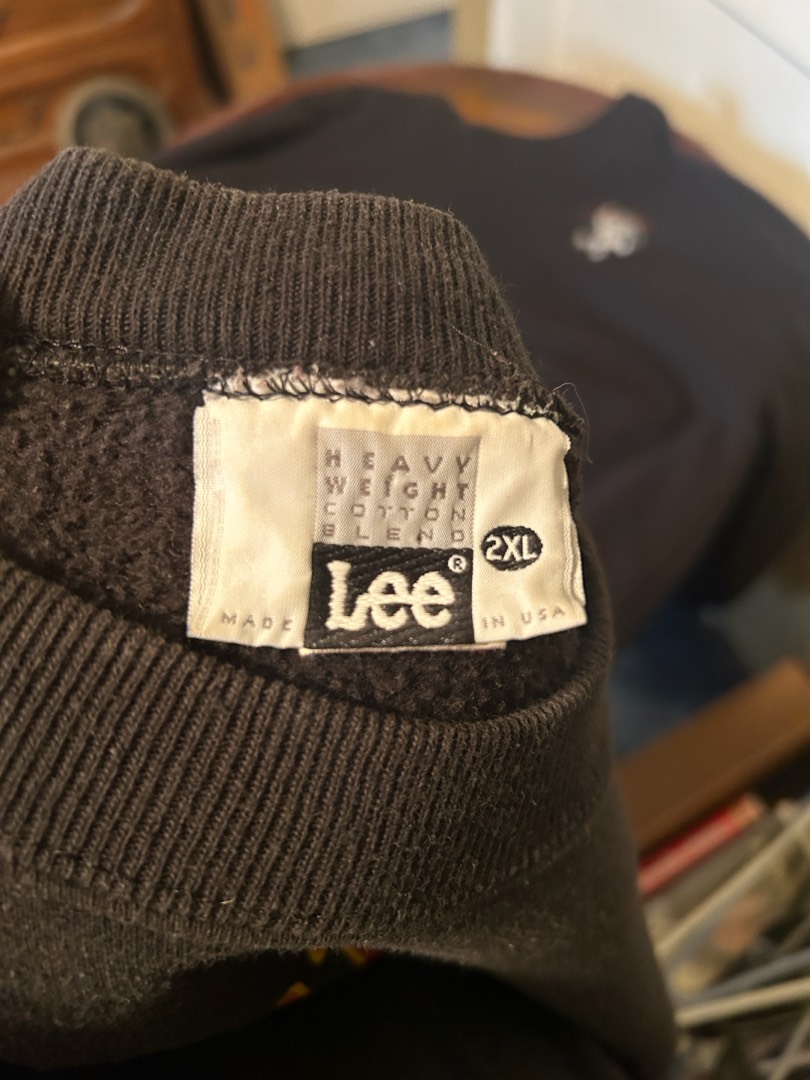 HEAVY
WEIGHT
COTTON
BLEND
Lee®
2XL
MADE IN USA